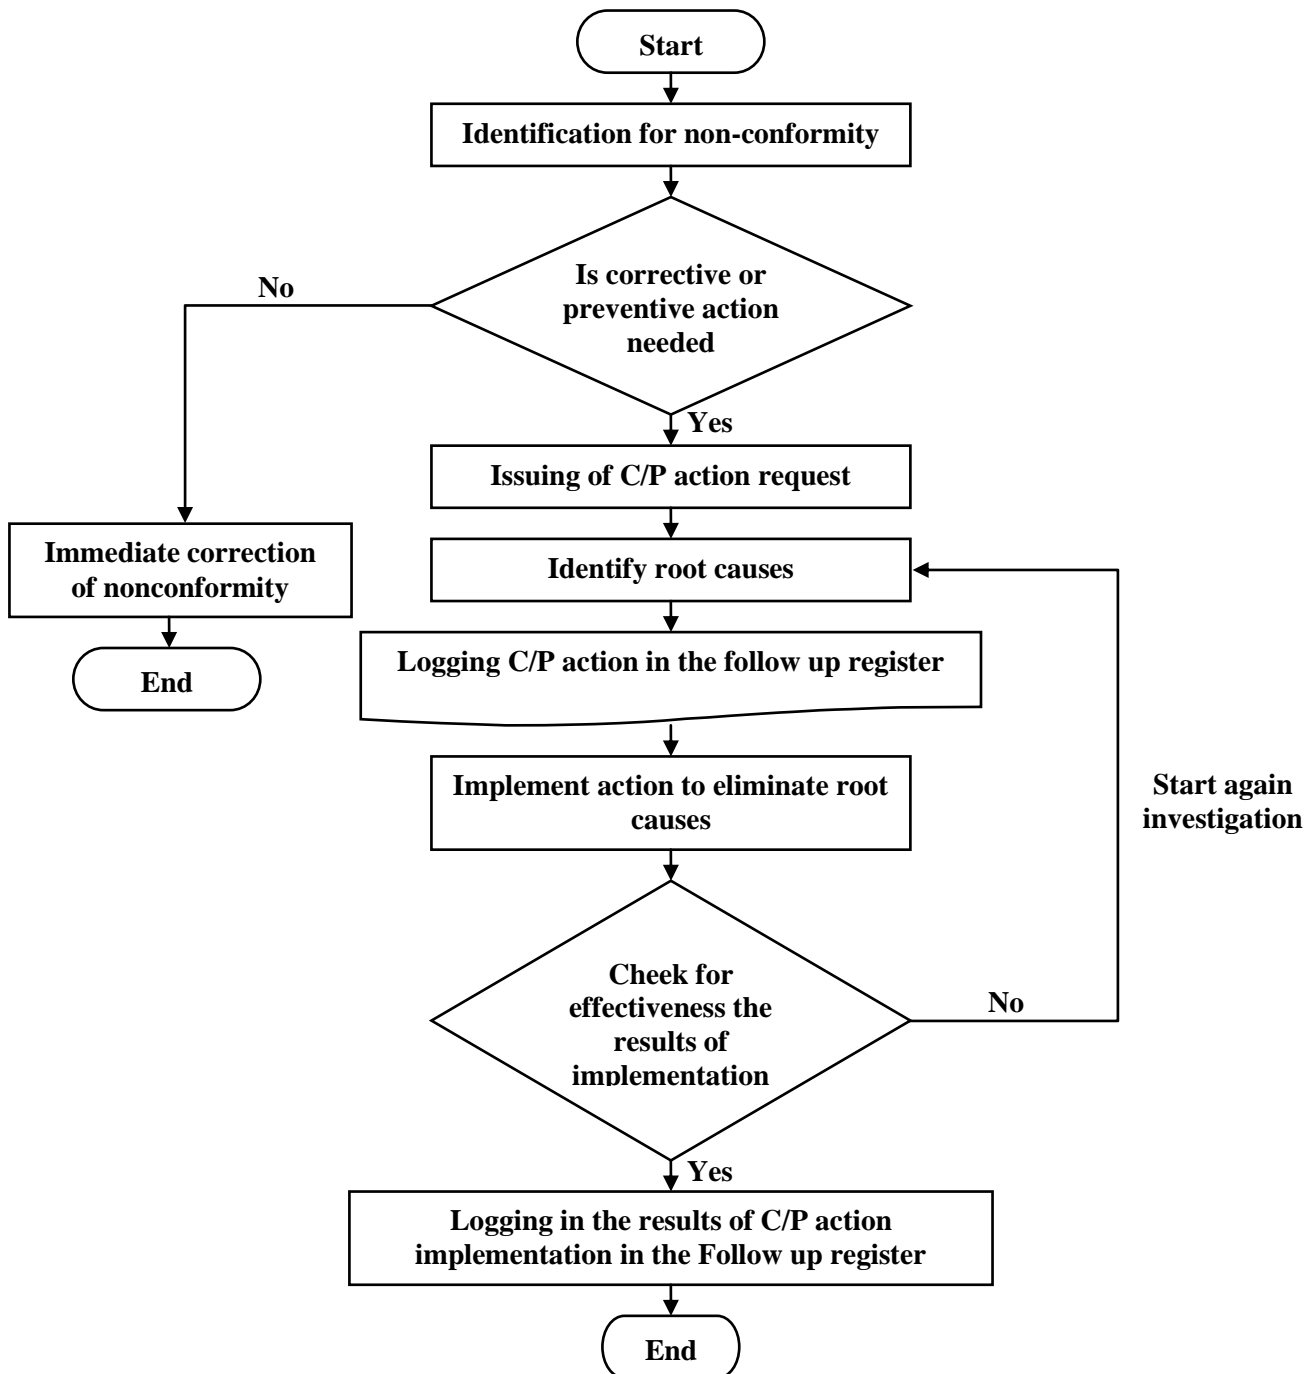 Start
Identification for non-conformity
Is corrective or
preventive action
needed
No
Yes
Issuing of C/P action request
Immediate correction
of nonconformity
End
Identify root causes
Logging C/P action in the follow up register
Implement action to eliminate root
causes
Start again
investigation
Cheek for
effectiveness the
results of
implementation
No
Yes
Logging in the results of C/P action
implementation in the Follow up register
End